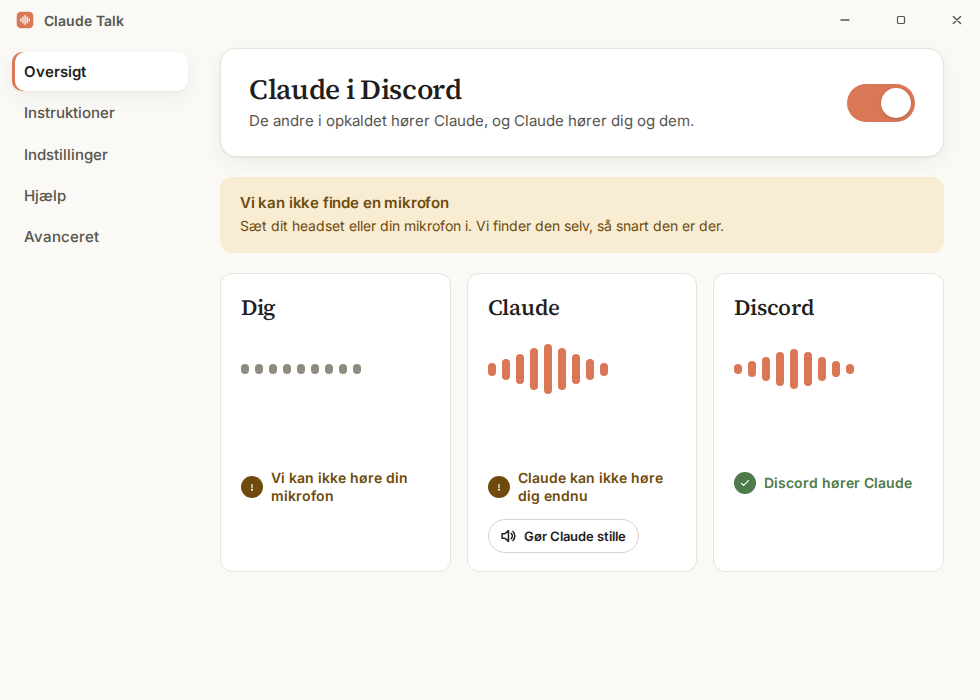 Claude Talk
Oversigt
Instruktioner
Indstillinger
Hjælp
Avanceret
Claude i Discord
De andre i opkaldet hører Claude, og Claude hører dig og dem.
Vi kan ikke finde en mikrofon
Sæt dit headset eller din mikrofon i. Vi finder den selv, så snart den er der.
Dig
Vi kan ikke høre din
mikrofon
Claude
Claude kan ikke høre
dig endnu
Gør Claude stille
Discord
Discord hører Claude